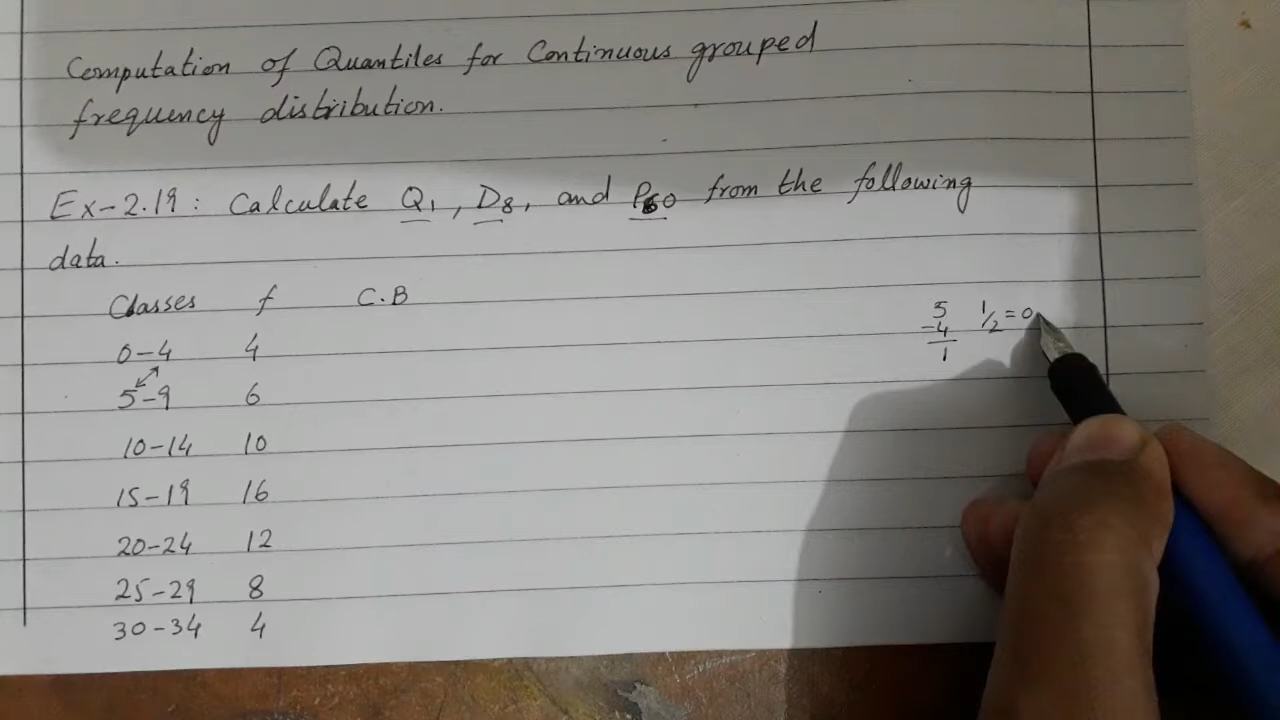 Computation of Quantiles for Continuous grouped
frequency distribution.
Ex-2.19: Calculate Q1, D8, and P60 from the following
data.
Classes f C.B
0-4 4
5-9 6
10-14 10
15-19 16
20-24 12
25-29 8
30-34 4
5 1/2=0
-4
1